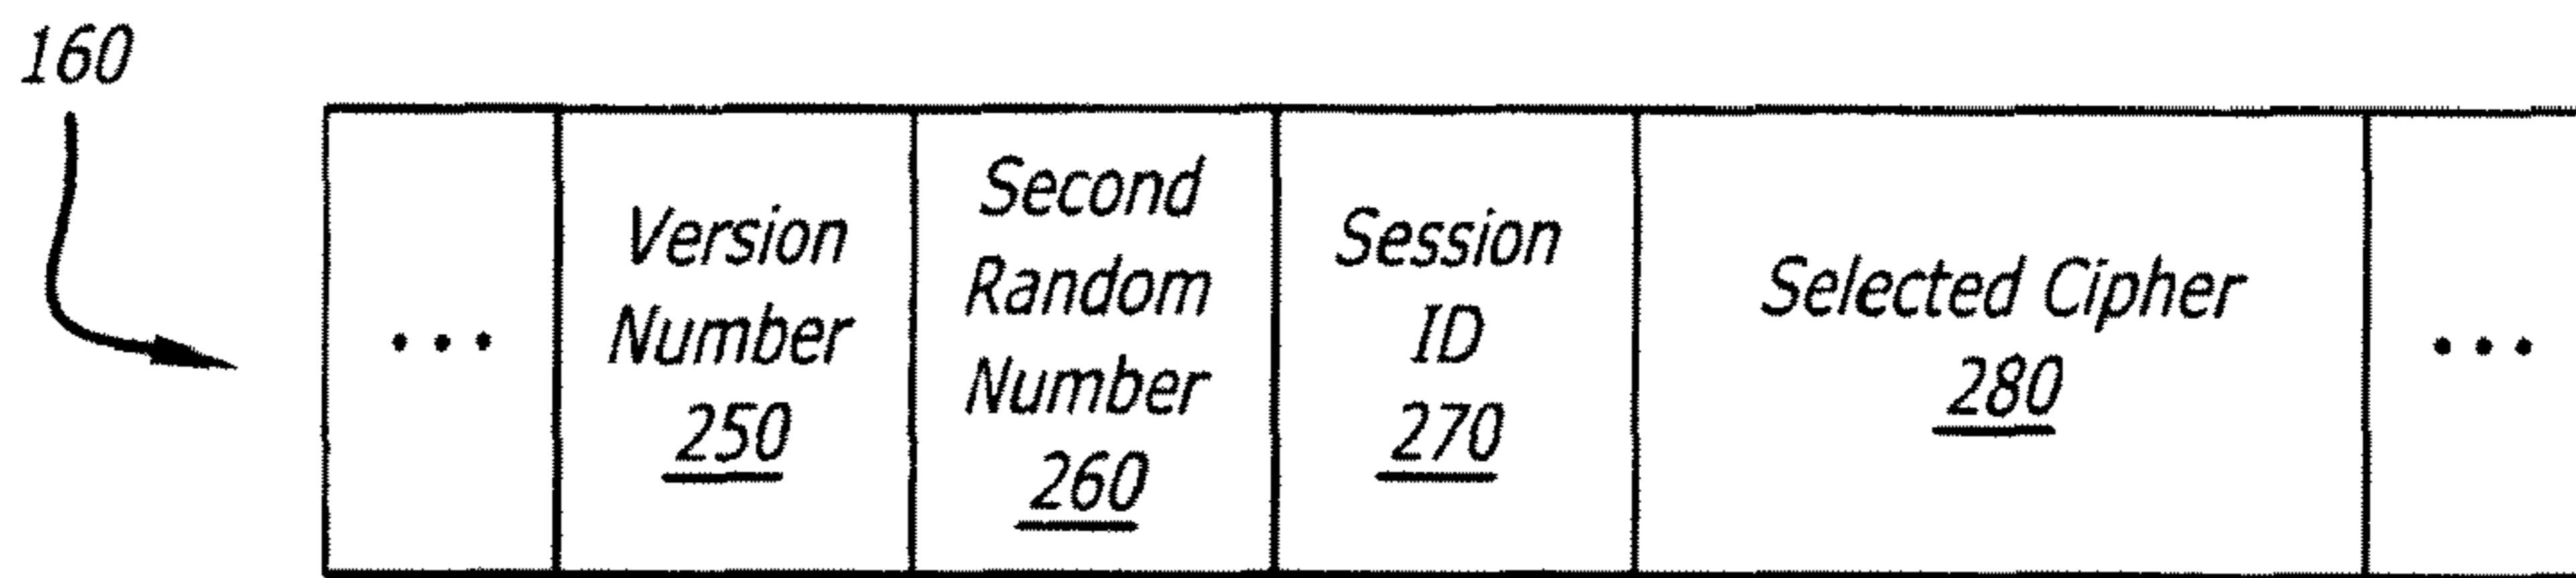 160
...
Version
Number
250
Second
Random
Number
260
Session
ID
270
Selected Cipher
280
...